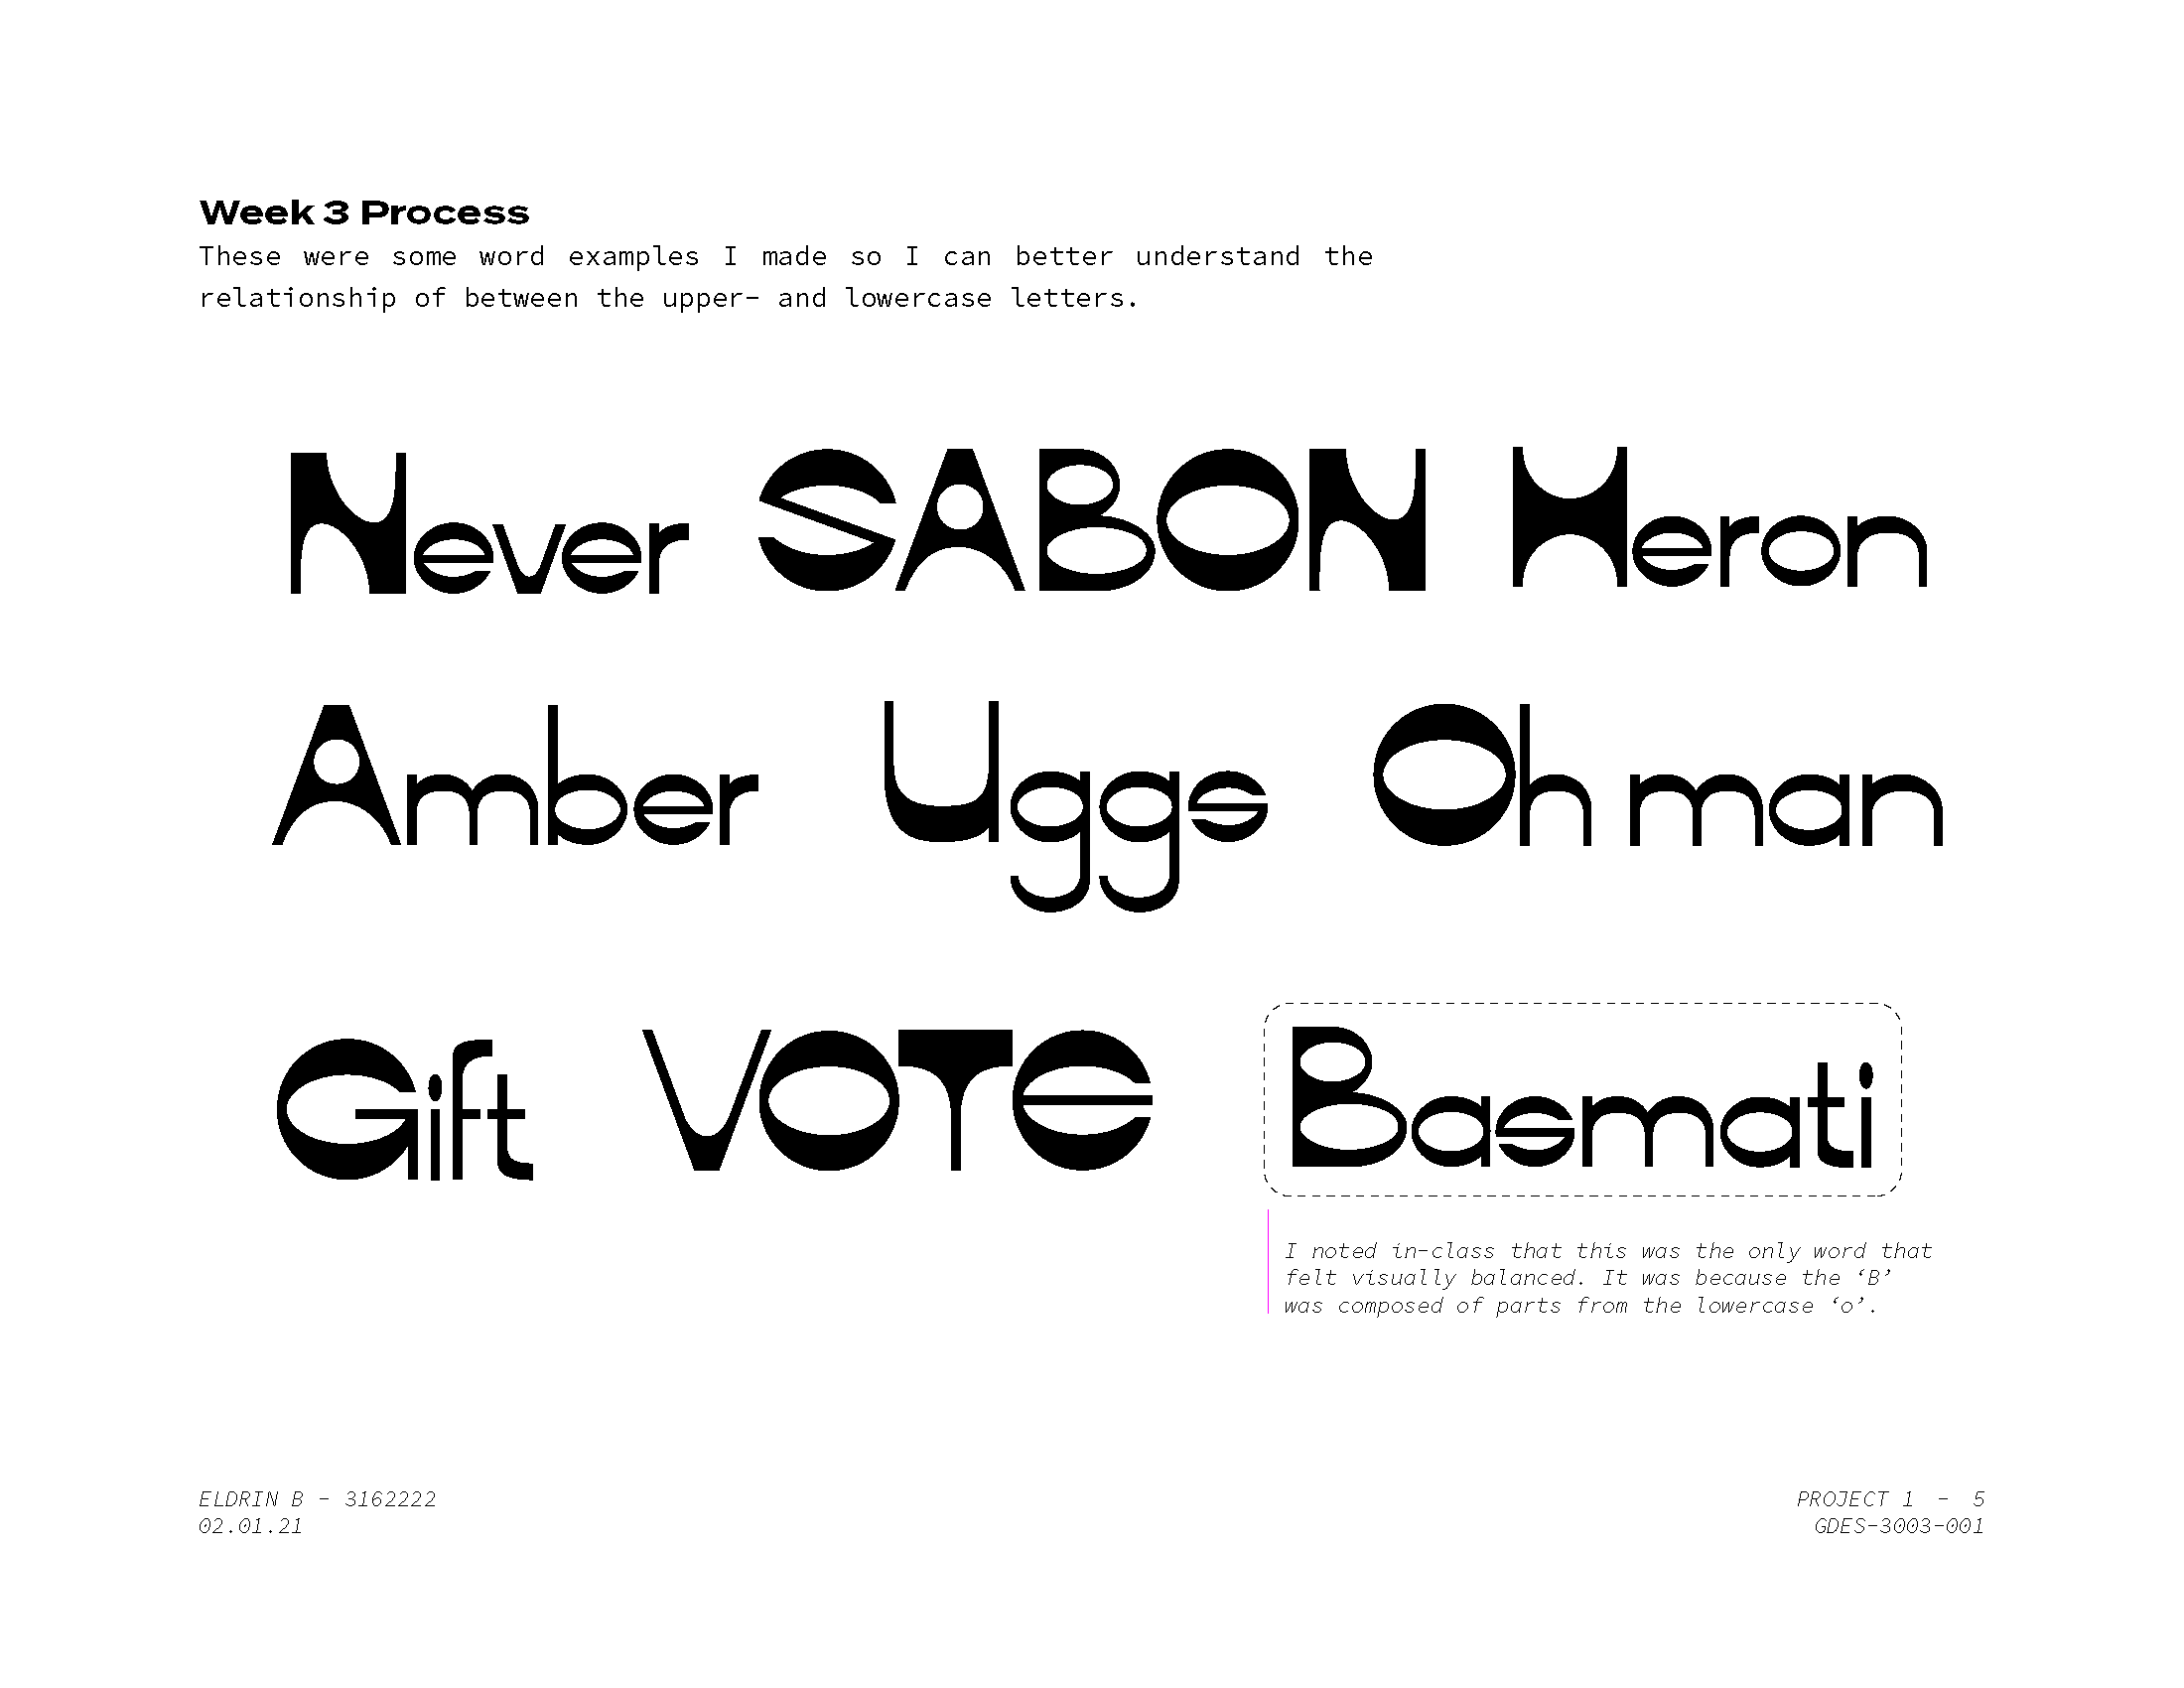 Week 3 Process
These were some word examples I made so I can better understand the
relationship of between the upper- and lowercase letters.
Never SABON Heron
Amber Uggs Oh man
Gift VOTE Basmati
I noted in-class that this was the only word that
felt visually balanced. It was because the ‘B’
was composed of parts from the lowercase ‘o’.
ELDRIN B - 3162222
02.01.21
PROJECT 1 - 5
GDES-3003-001